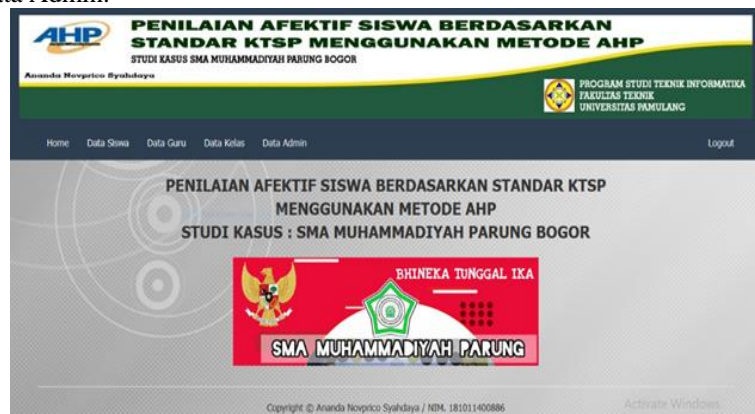 ta Admin.
AHP
PENILAIAN AFEKTIF SISWA BERDASARKAN
STANDAR KTSP MENGGUNAKAN METODE AHP
STUDI KASUS SMA MUHAMMADIYAH PARUNG BOGOR
Ananda Novprico Syahdaya
PROGRAM STUDI TEKNIK INFORMATIKA
FAKULTAS TEKNIK
UNIVERSITAS PAMULANG
Home Data Siswa Data Guru Data Kelas Data Admin Logout
PENILAIAN AFEKTIF SISWA BERDASARKAN STANDAR KTSP
MENGGUNAKAN METODE AHP
STUDI KASUS : SMA MUHAMMADIYAH PARUNG BOGOR
BHINEKA TUNGGAL IKA
SMA MUHAMMADIYAH PARUNG
Copyright © Ananda Novprico Syahdaya / NIM. 181011400886
Activate Windows